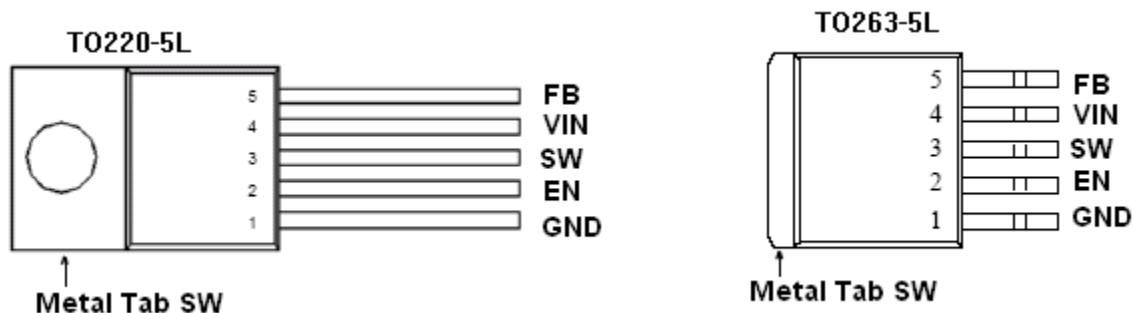 TO220-5L
5 FB
4 VIN
3 SW
2 EN
1 GND
Metal Tab SW
TO263-5L
5 FB
4 VIN
3 SW
2 EN
1 GND
Metal Tab SW